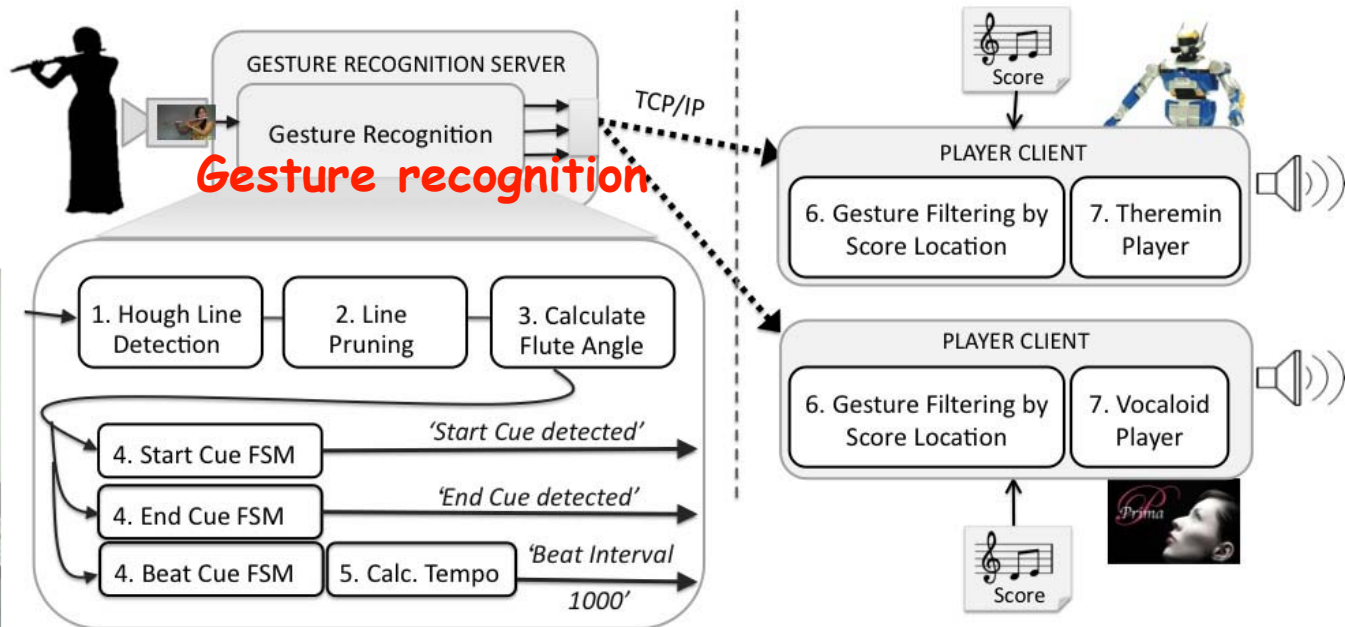 GESTURE RECOGNITION SERVER
Gesture Recognition
Gesture recognition
TCP/IP
1. Hough Line
Detection
2. Line
Pruning
3. Calculate
Flute Angle
4. Start Cue FSM
'Start Cue detected'
4. End Cue FSM
'End Cue detected'
4. Beat Cue FSM
5. Calc. Tempo
'Beat Interval
1000'
Score
PLAYER CLIENT
6. Gesture Filtering by
Score Location
7. Theremin
Player
PLAYER CLIENT
6. Gesture Filtering by
Score Location
7. Vocaloid
Player
Prima
Score